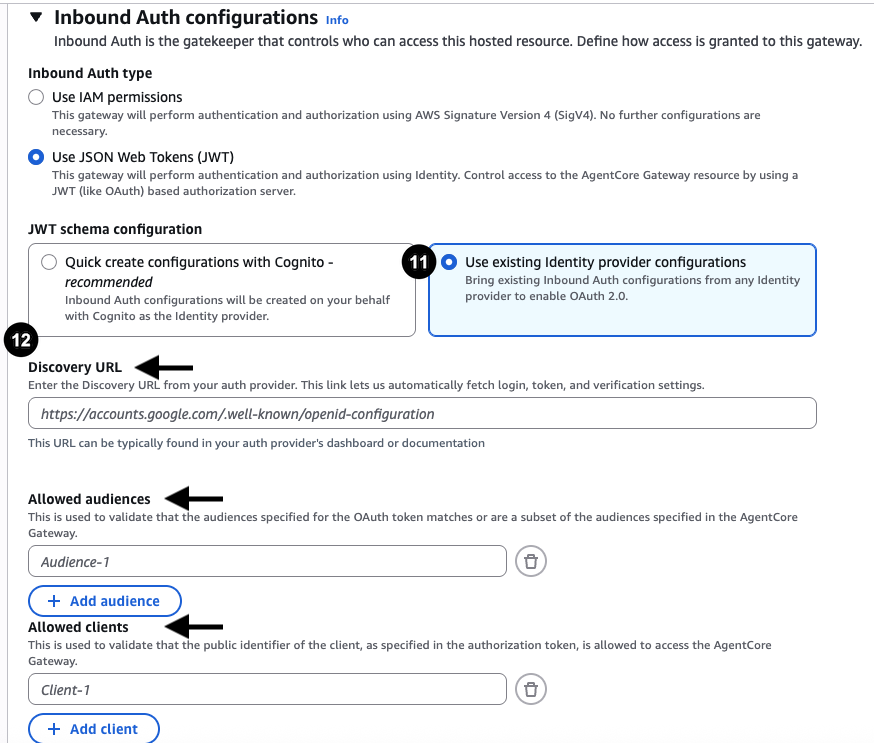 Inbound Auth configurations Info
Inbound Auth is the gatekeeper that controls who can access this hosted resource. Define how access is granted to this gateway.
Inbound Auth type
Use IAM permissions
This gateway will perform authentication and authorization using AWS Signature Version 4 (SigV4). No further configurations are
necessary.
Use JSON Web Tokens (JWT)
This gateway will perform authentication and authorization using Identity. Control access to the AgentCore Gateway resource by using a
JWT (like OAuth) based authorization server.
JWT schema configuration
Quick create configurations with Cognito -
recommended
Inbound Auth configurations will be created on your behalf
with Cognito as the Identity provider.
11
Use existing Identity provider configurations
Bring existing Inbound Auth configurations from any Identity
provider to enable OAuth 2.0.
12
Discovery URL
Enter the Discovery URL from your auth provider. This link lets us automatically fetch login, token, and verification settings.
https://accounts.google.com/.well-known/openid-configuration
This URL can be typically found in your auth provider's dashboard or documentation
Allowed audiences
This is used to validate that the audiences specified for the OAuth token matches or are a subset of the audiences specified in the AgentCore
Gateway.
Audience-1
+ Add audience
Allowed clients
This is used to validate that the public identifier of the client, as specified in the authorization token, is allowed to access the AgentCore
Gateway.
Client-1
+ Add client